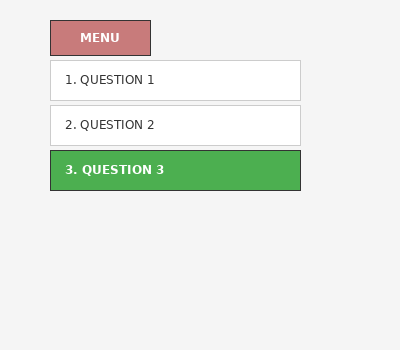 MENU
1. QUESTION 1
2. QUESTION 2
3. QUESTION 3